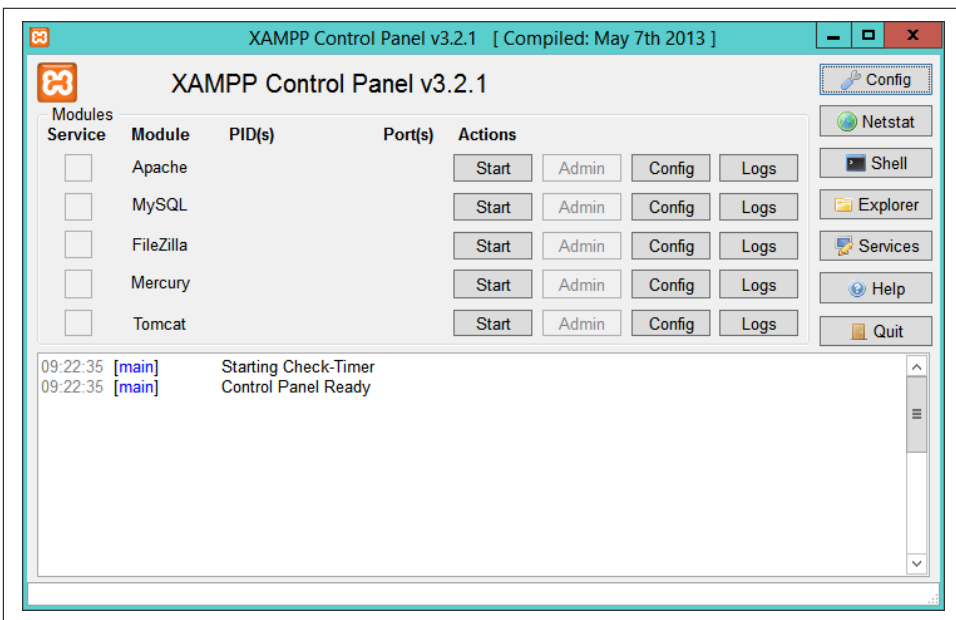 XAMPP Control Panel v3.2.1 [ Compiled: May 7th 2013 ]
XAMPP Control Panel v3.2.1
Config
Modules
Netstat
Service Module PID(s) Port(s) Actions
Apache Start Admin Config Logs
Shell
MySQL Start Admin Config Logs
Explorer
FileZilla Start Admin Config Logs
Services
Mercury Start Admin Config Logs
Help
Tomcat Start Admin Config Logs
Quit
09:22:35 [main] Starting Check-Timer
09:22:35 [main] Control Panel Ready